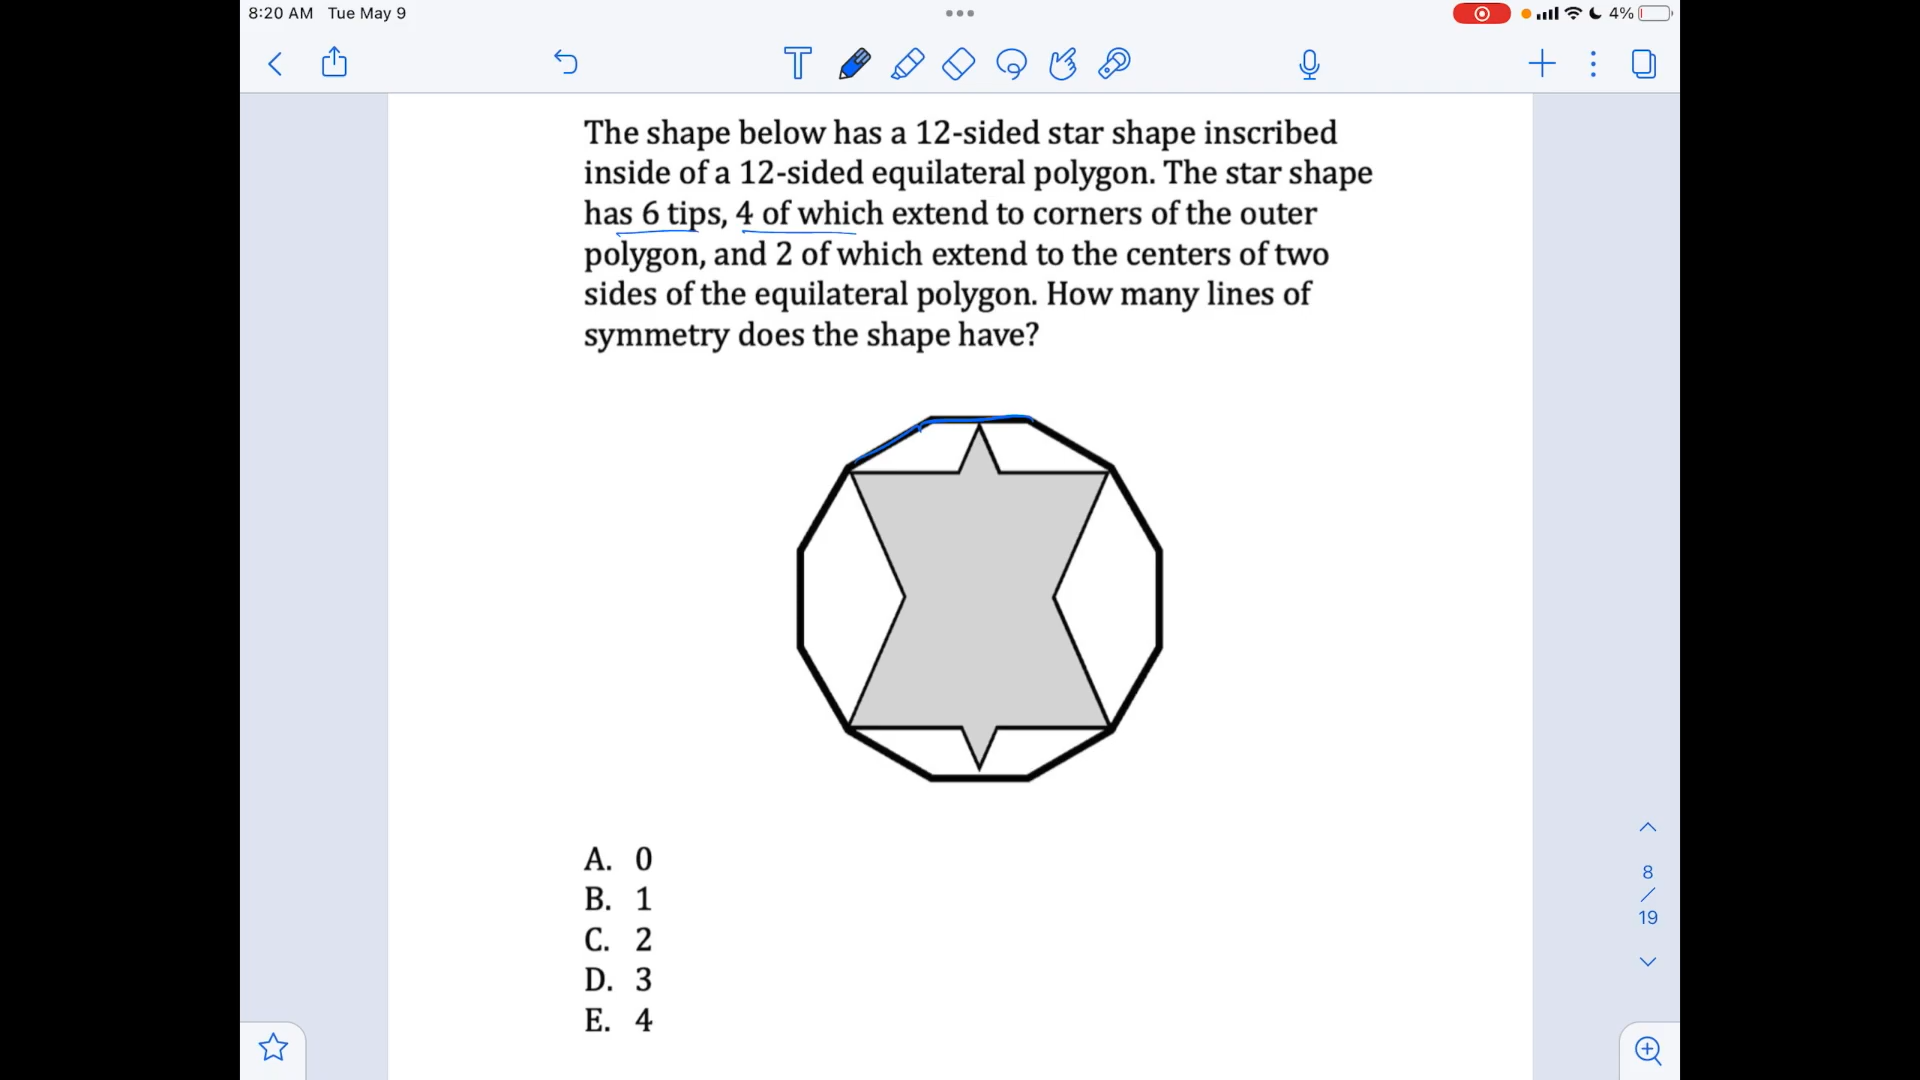 8:20 AM Tue May 9
4%
The shape below has a 12-sided star shape inscribed
inside of a 12-sided equilateral polygon. The star shape
has 6 tips, 4 of which extend to corners of the outer
polygon, and 2 of which extend to the centers of two
sides of the equilateral polygon. How many lines of
symmetry does the shape have?
A. 0
B. 1
C. 2
D. 3
E. 4
8
/
19